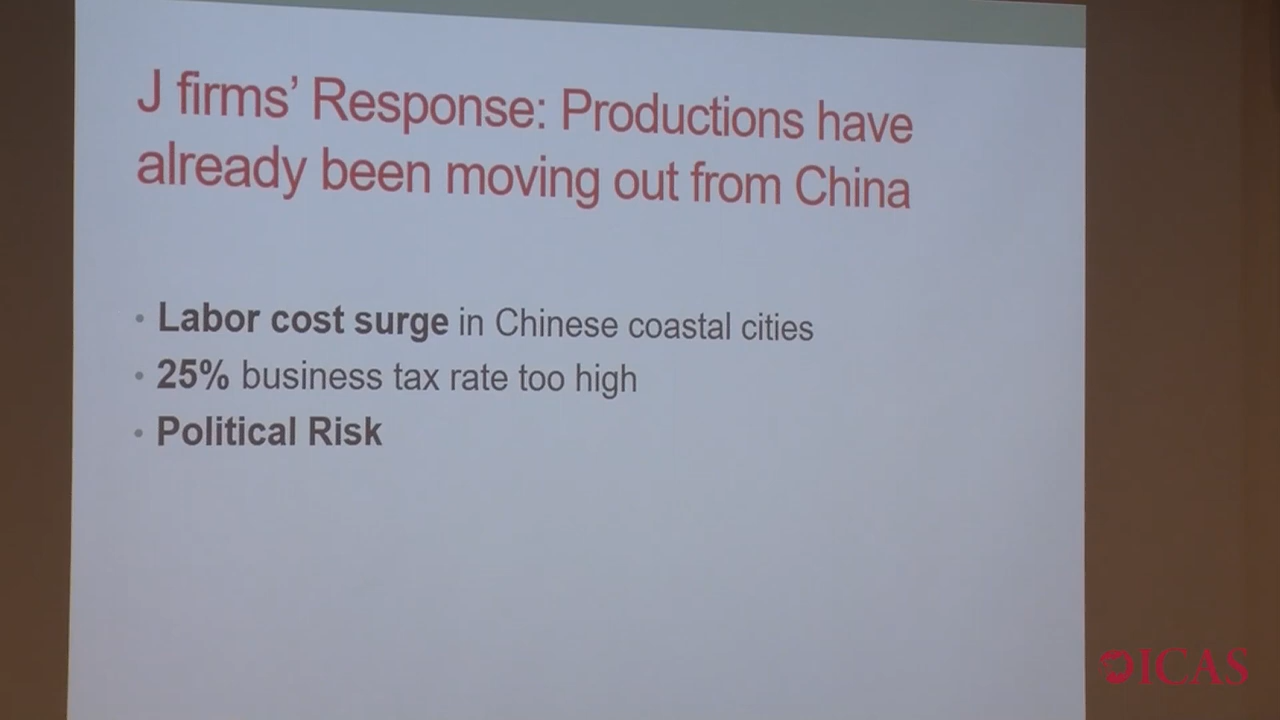 J firms’ Response: Productions have
already been moving out from China
• Labor cost surge in Chinese coastal cities
• 25% business tax rate too high
• Political Risk
ICAS